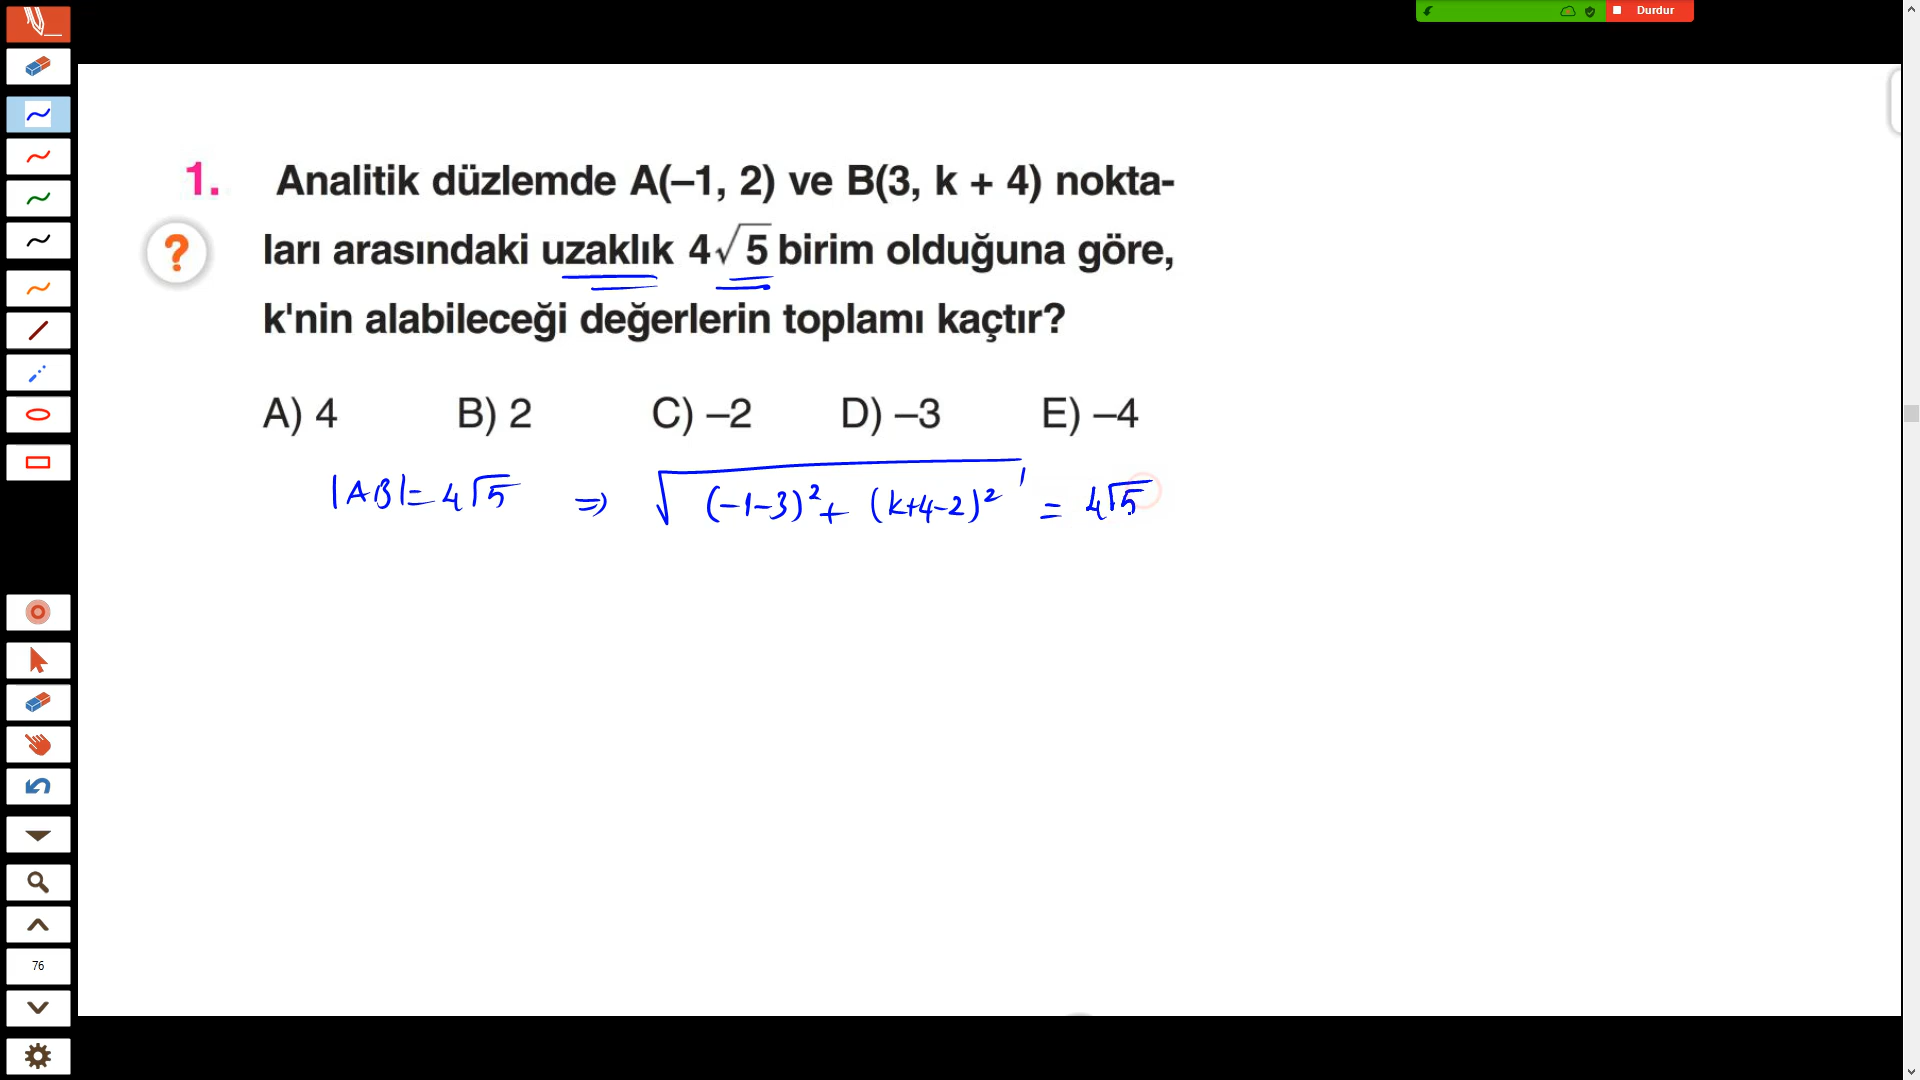 Durdur
1. Analitik düzlemde A(–1, 2) ve B(3, k + 4) nokta-
ları arasındaki uzaklık 4√5 birim olduğuna göre,
k'nin alabileceği değerlerin toplamı kaçtır?
?
A) 4 B) 2 C) –2 D) –3 E) –4
|AB|= 4√5 ⇒ √(-1-3)² + (k+4-2)² = 4√5
76